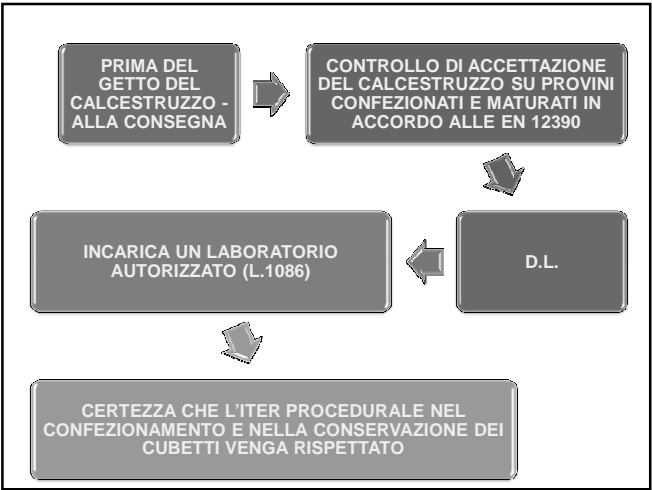 PRIMA DEL
GETTO DEL
CALCESTRUZZO -
ALLA CONSEGNA
CONTROLLO DI ACCETTAZIONE
DEL CALCESTRUZZO SU PROVINI
CONFEZIONATI E MATURATI IN
ACCORDO ALLE EN 12390
D.L.
INCARICA UN LABORATORIO
AUTORIZZATO (L.1086)
CERTEZZA CHE L'ITER PROCEDURALE NEL
CONFEZIONAMENTO E NELLA CONSERVAZIONE DEI
CUBETTI VENGA RISPETTATO